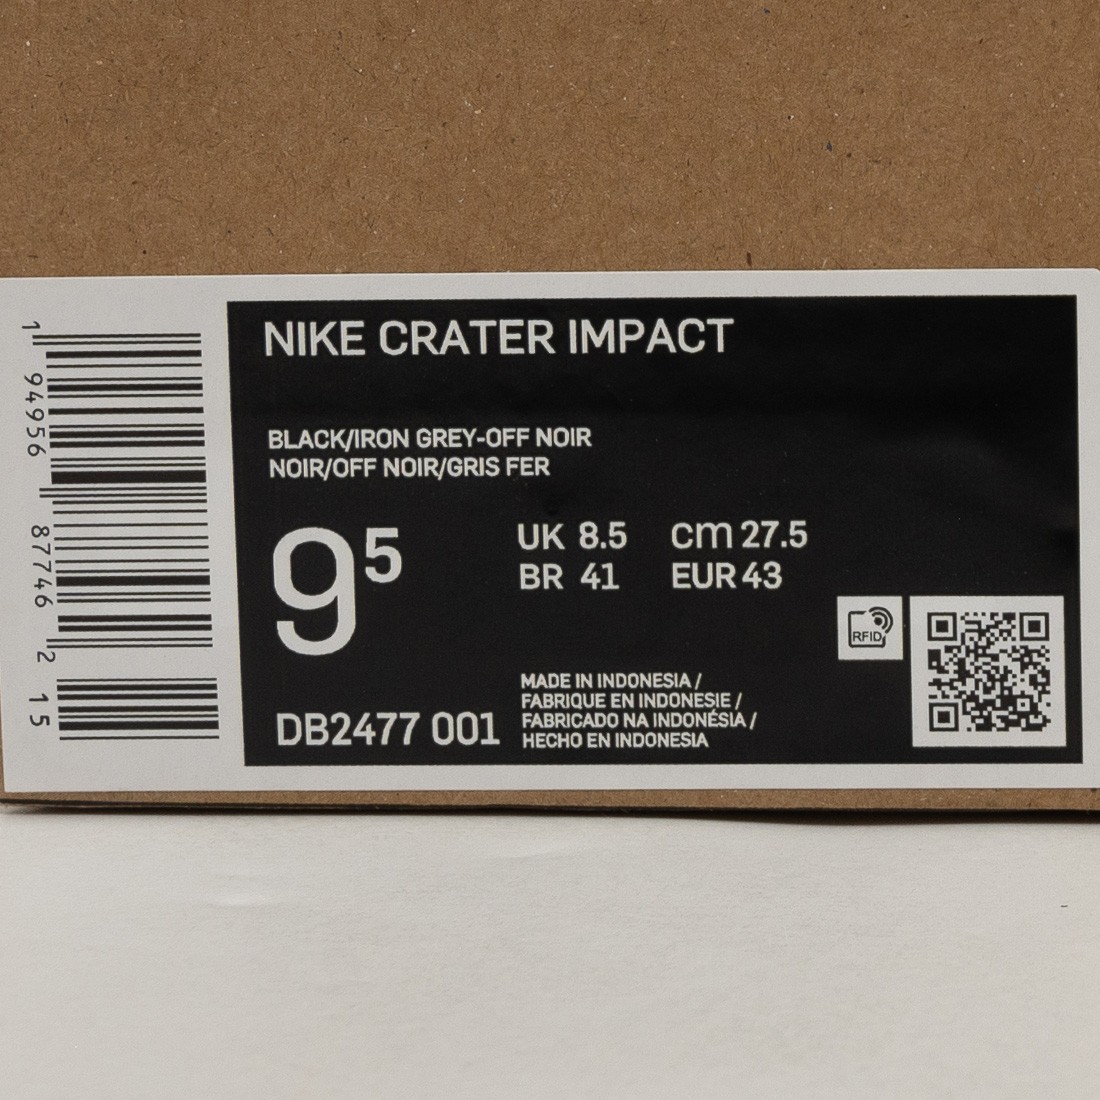 NIKE CRATER IMPACT
BLACK/IRON GREY-OFF NOIR
NOIR/OFF NOIR/GRIS FER
9 5
UK 8.5 cm 27.5
BR 41 EUR 43
RFID
DB2477 001
MADE IN INDONESIA /
FABRIQUE EN INDONESIE /
FABRICADO NA INDONÉSIA /
HECHO EN INDONESIA
1 94956 87746 2 15